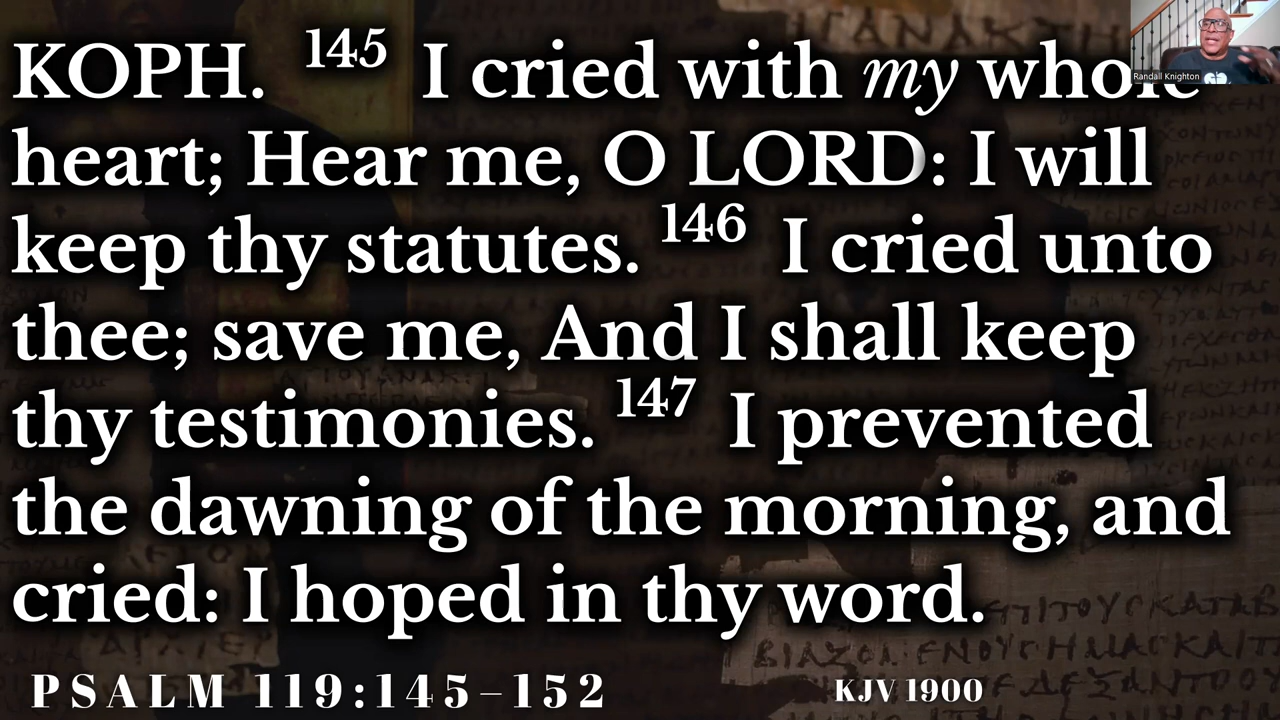 KOPH. 145 I cried with my whole
heart; Hear me, O LORD: I will
keep thy statutes. 146 I cried unto
thee; save me, And I shall keep
thy testimonies. 147 I prevented
the dawning of the morning, and
cried: I hoped in thy word.
PSALM 119:145–152
KJV 1900
Randall Knighton